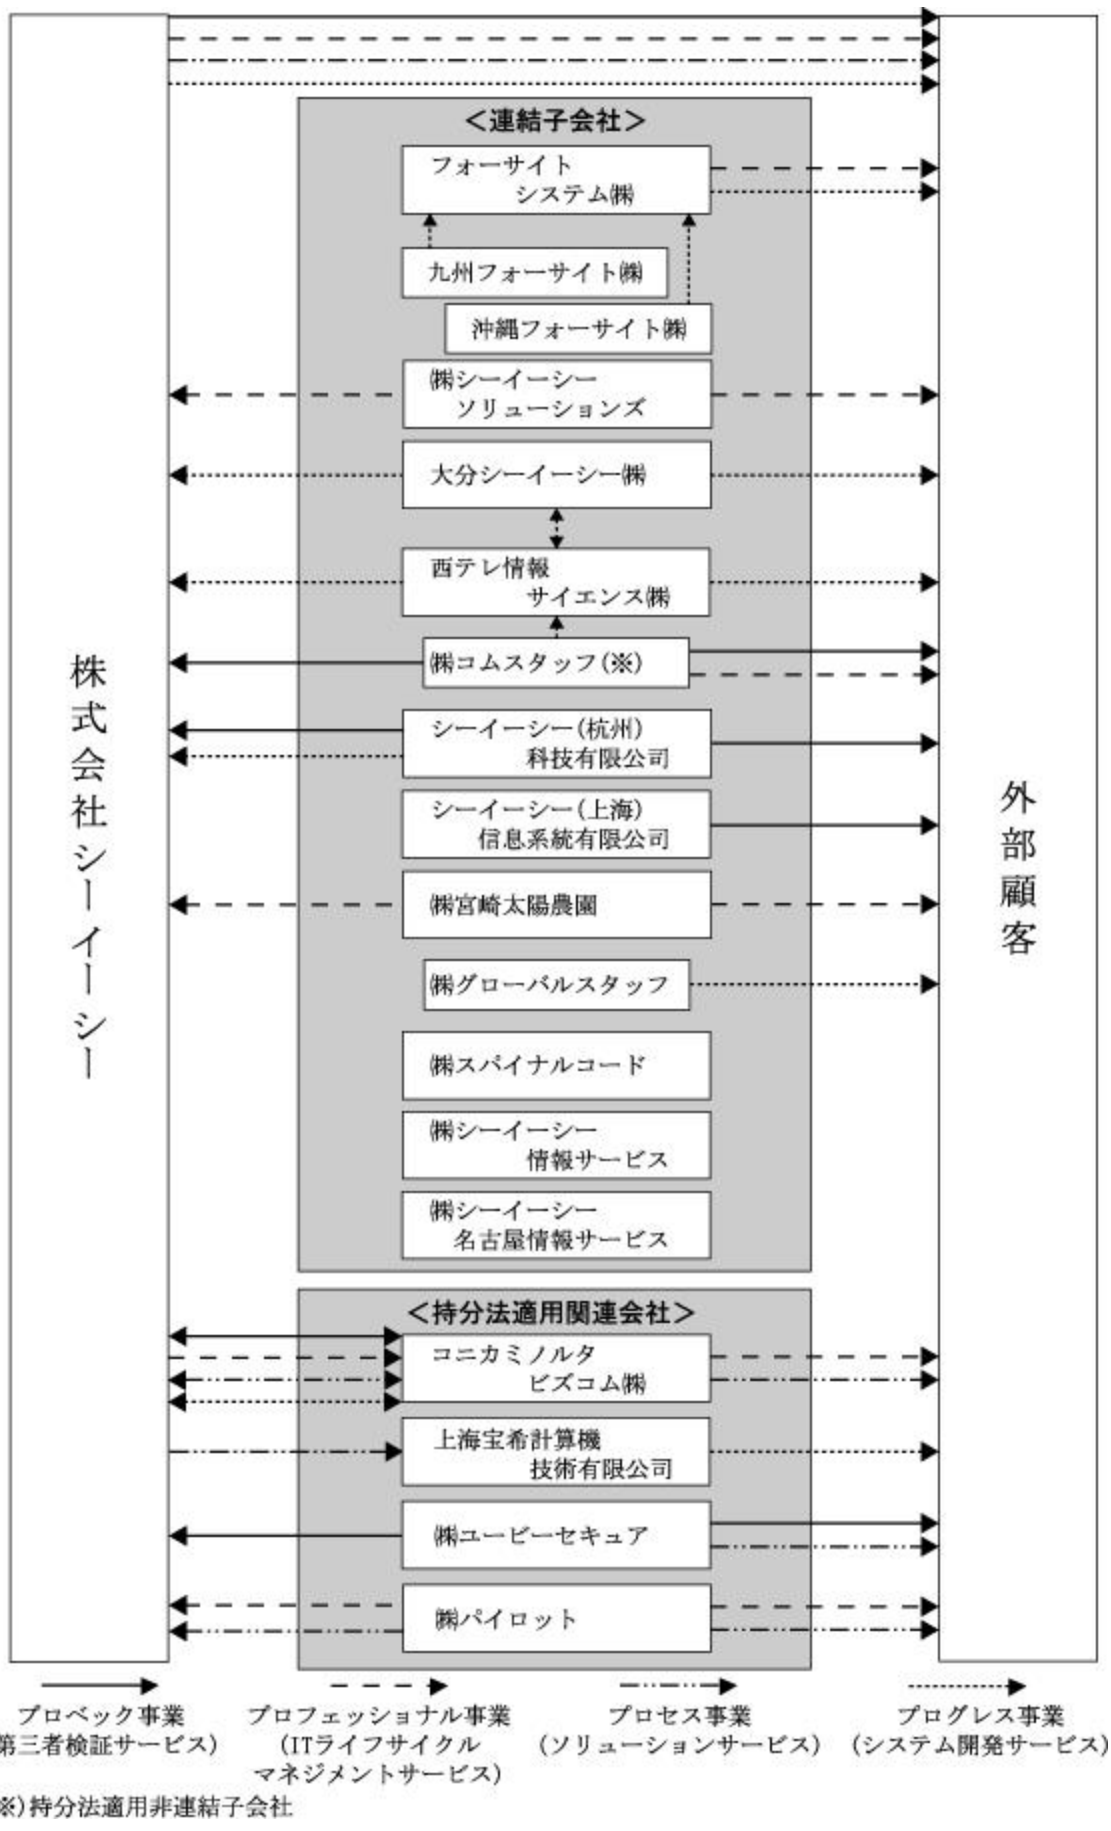 ＜連結子会社＞
フォーサイト
システム㈱
九州フォーサイト㈱
沖縄フォーサイト㈱
㈱シーイーシー
ソリューションズ
大分シーイーシー㈱
西テレ情報
サイエンス㈱
㈱コムスタッフ(※)
シーイーシー(杭州)
科技有限公司
シーイーシー(上海)
信息系統有限公司
㈱宮崎太陽農園
㈱グローバルスタッフ
㈱スパイナルコード
㈱シーイーシー
情報サービス
㈱シーイーシー
名古屋情報サービス
株式会社シーイーシー
外部顧客
＜持分法適用関連会社＞
コニカミノルタ
ビズコム㈱
上海宝希計算機
技術有限公司
㈱ユービーセキュア
㈱パイロット
プロベック事業
第三者検証サービス)
プロフェッショナル事業
(ITライフサイクル
マネジメントサービス)
プロセス事業
(ソリューションサービス)
プログレス事業
(システム開発サービス)
※)持分法適用非連結子会社